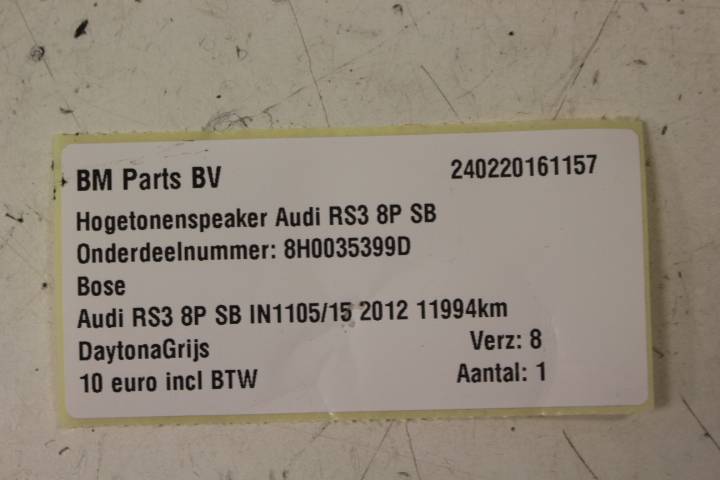 BM Parts BV 240220161157
Hogetonenspeaker Audi RS3 8P SB
Onderdeelnummer: 8H0035399D
Bose
Audi RS3 8P SB IN1105/15 2012 11994km
DaytonaGrijs Verz: 8
10 euro incl BTW Aantal: 1